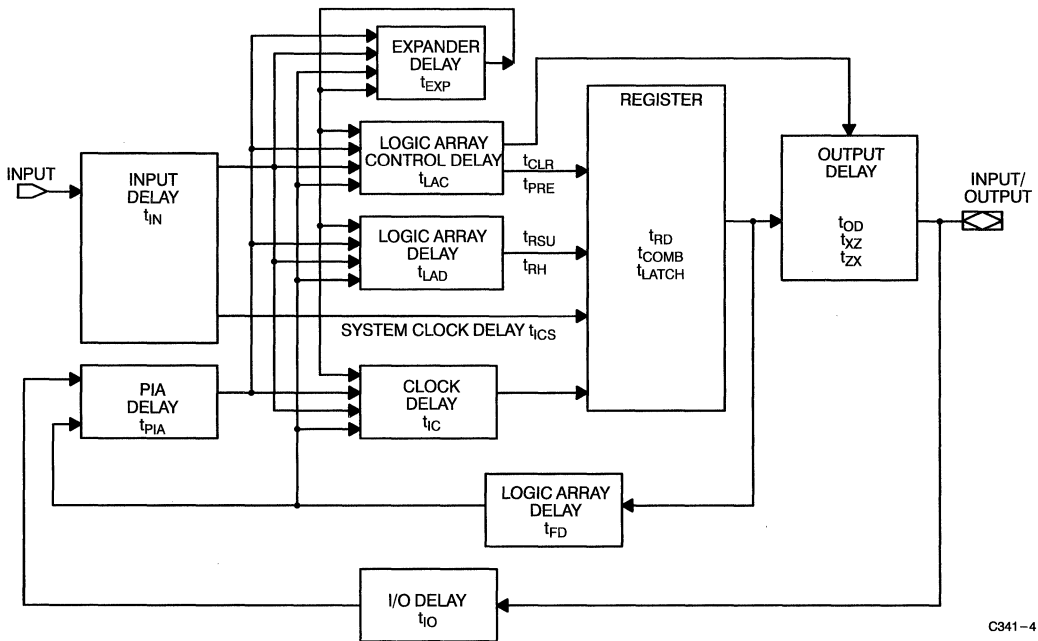 EXPANDER
DELAY
tEXP
REGISTER
LOGIC ARRAY
CONTROL DELAY
tLAC
tCLR
tPRE
OUTPUT
DELAY
tOD
tXZ
tZX
INPUT
INPUT
DELAY
tIN
INPUT/
OUTPUT
LOGIC ARRAY
DELAY
tLAD
tRSU
tRH
tRD
tCOMB
tLATCH
SYSTEM CLOCK DELAY tICS
PIA
DELAY
tPIA
CLOCK
DELAY
tIC
LOGIC ARRAY
DELAY
tFD
I/O DELAY
tIO
C341–4